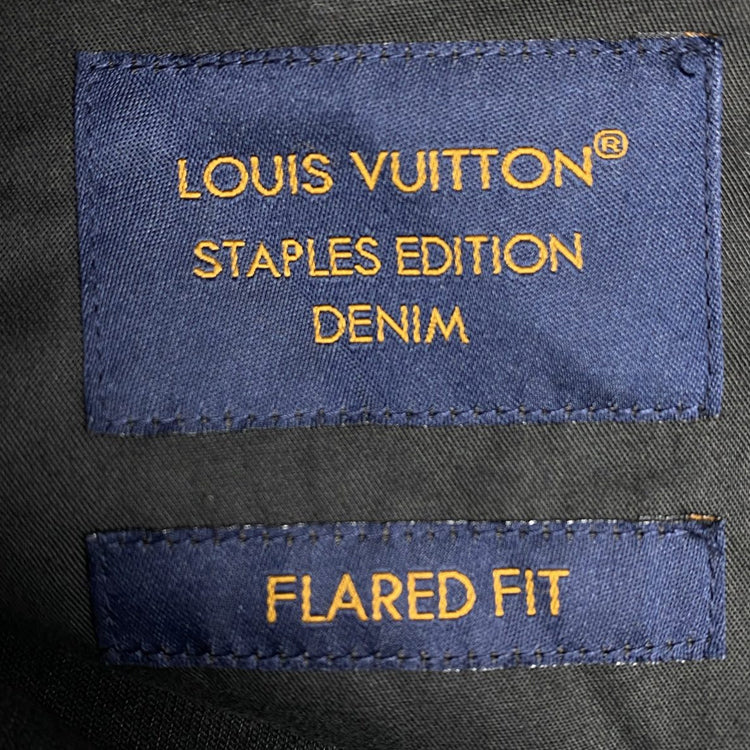 LOUIS VUITTON®
STAPLES EDITION
DENIM
FLARED FIT